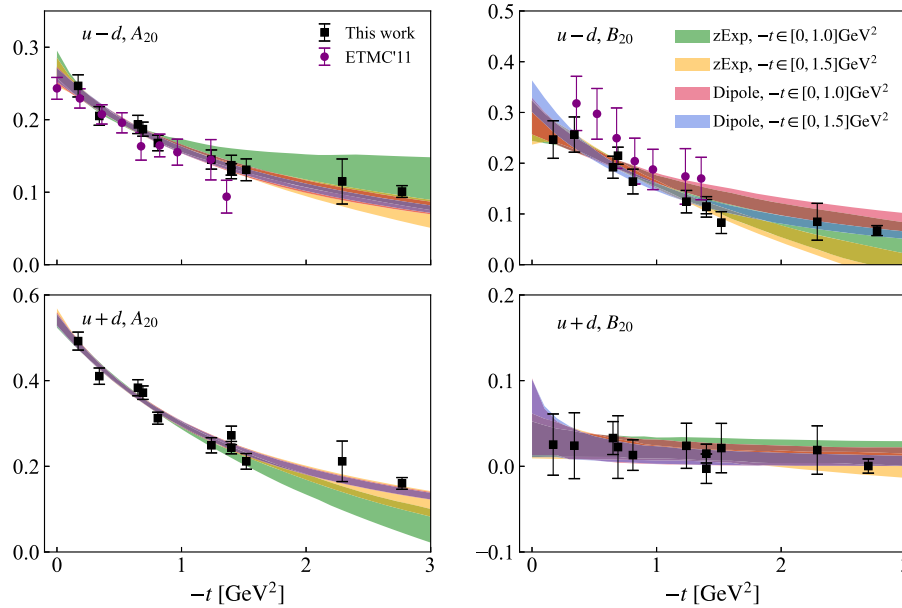 u−d, A₂₀
This work
ETMC'11
0.3
0.2
0.1
0.0
u−d, B₂₀
zExp, −t∈[0, 1.0]GeV²
zExp, −t∈[0, 1.5]GeV²
Dipole, −t∈[0, 1.0]GeV²
Dipole, −t∈[0, 1.5]GeV²
0.5
0.4
0.3
0.2
0.1
0.0
u+d, A₂₀
0.6
0.4
0.2
0.0
0 1 2 3
−t [GeV²]
u+d, B₂₀
0.2
0.1
0.0
−0.1
0 1 2 3
−t [GeV²]